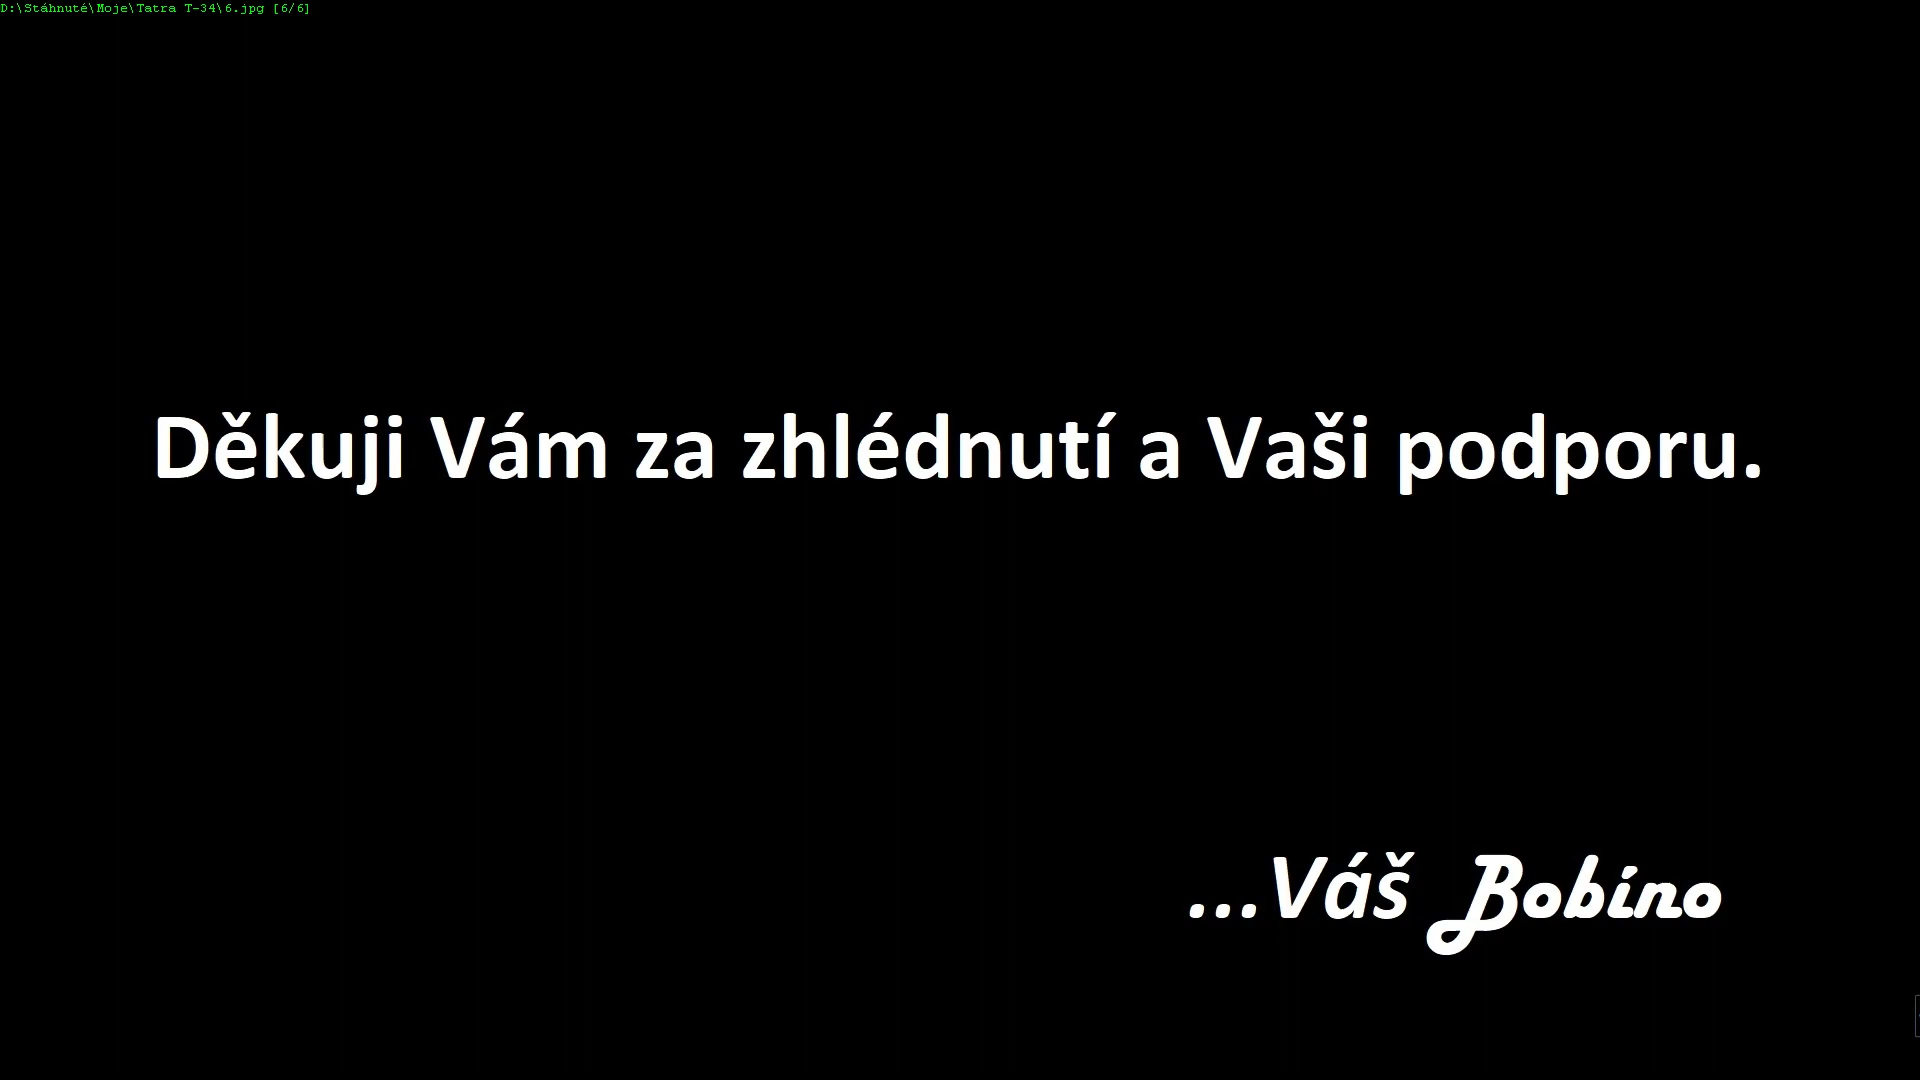 D:\Stáhnuté\Moje\Tatra T-34\6.jpg [6/6]
Děkuji Vám za zhlédnutí a Vaši podporu.
...Váš Bobino